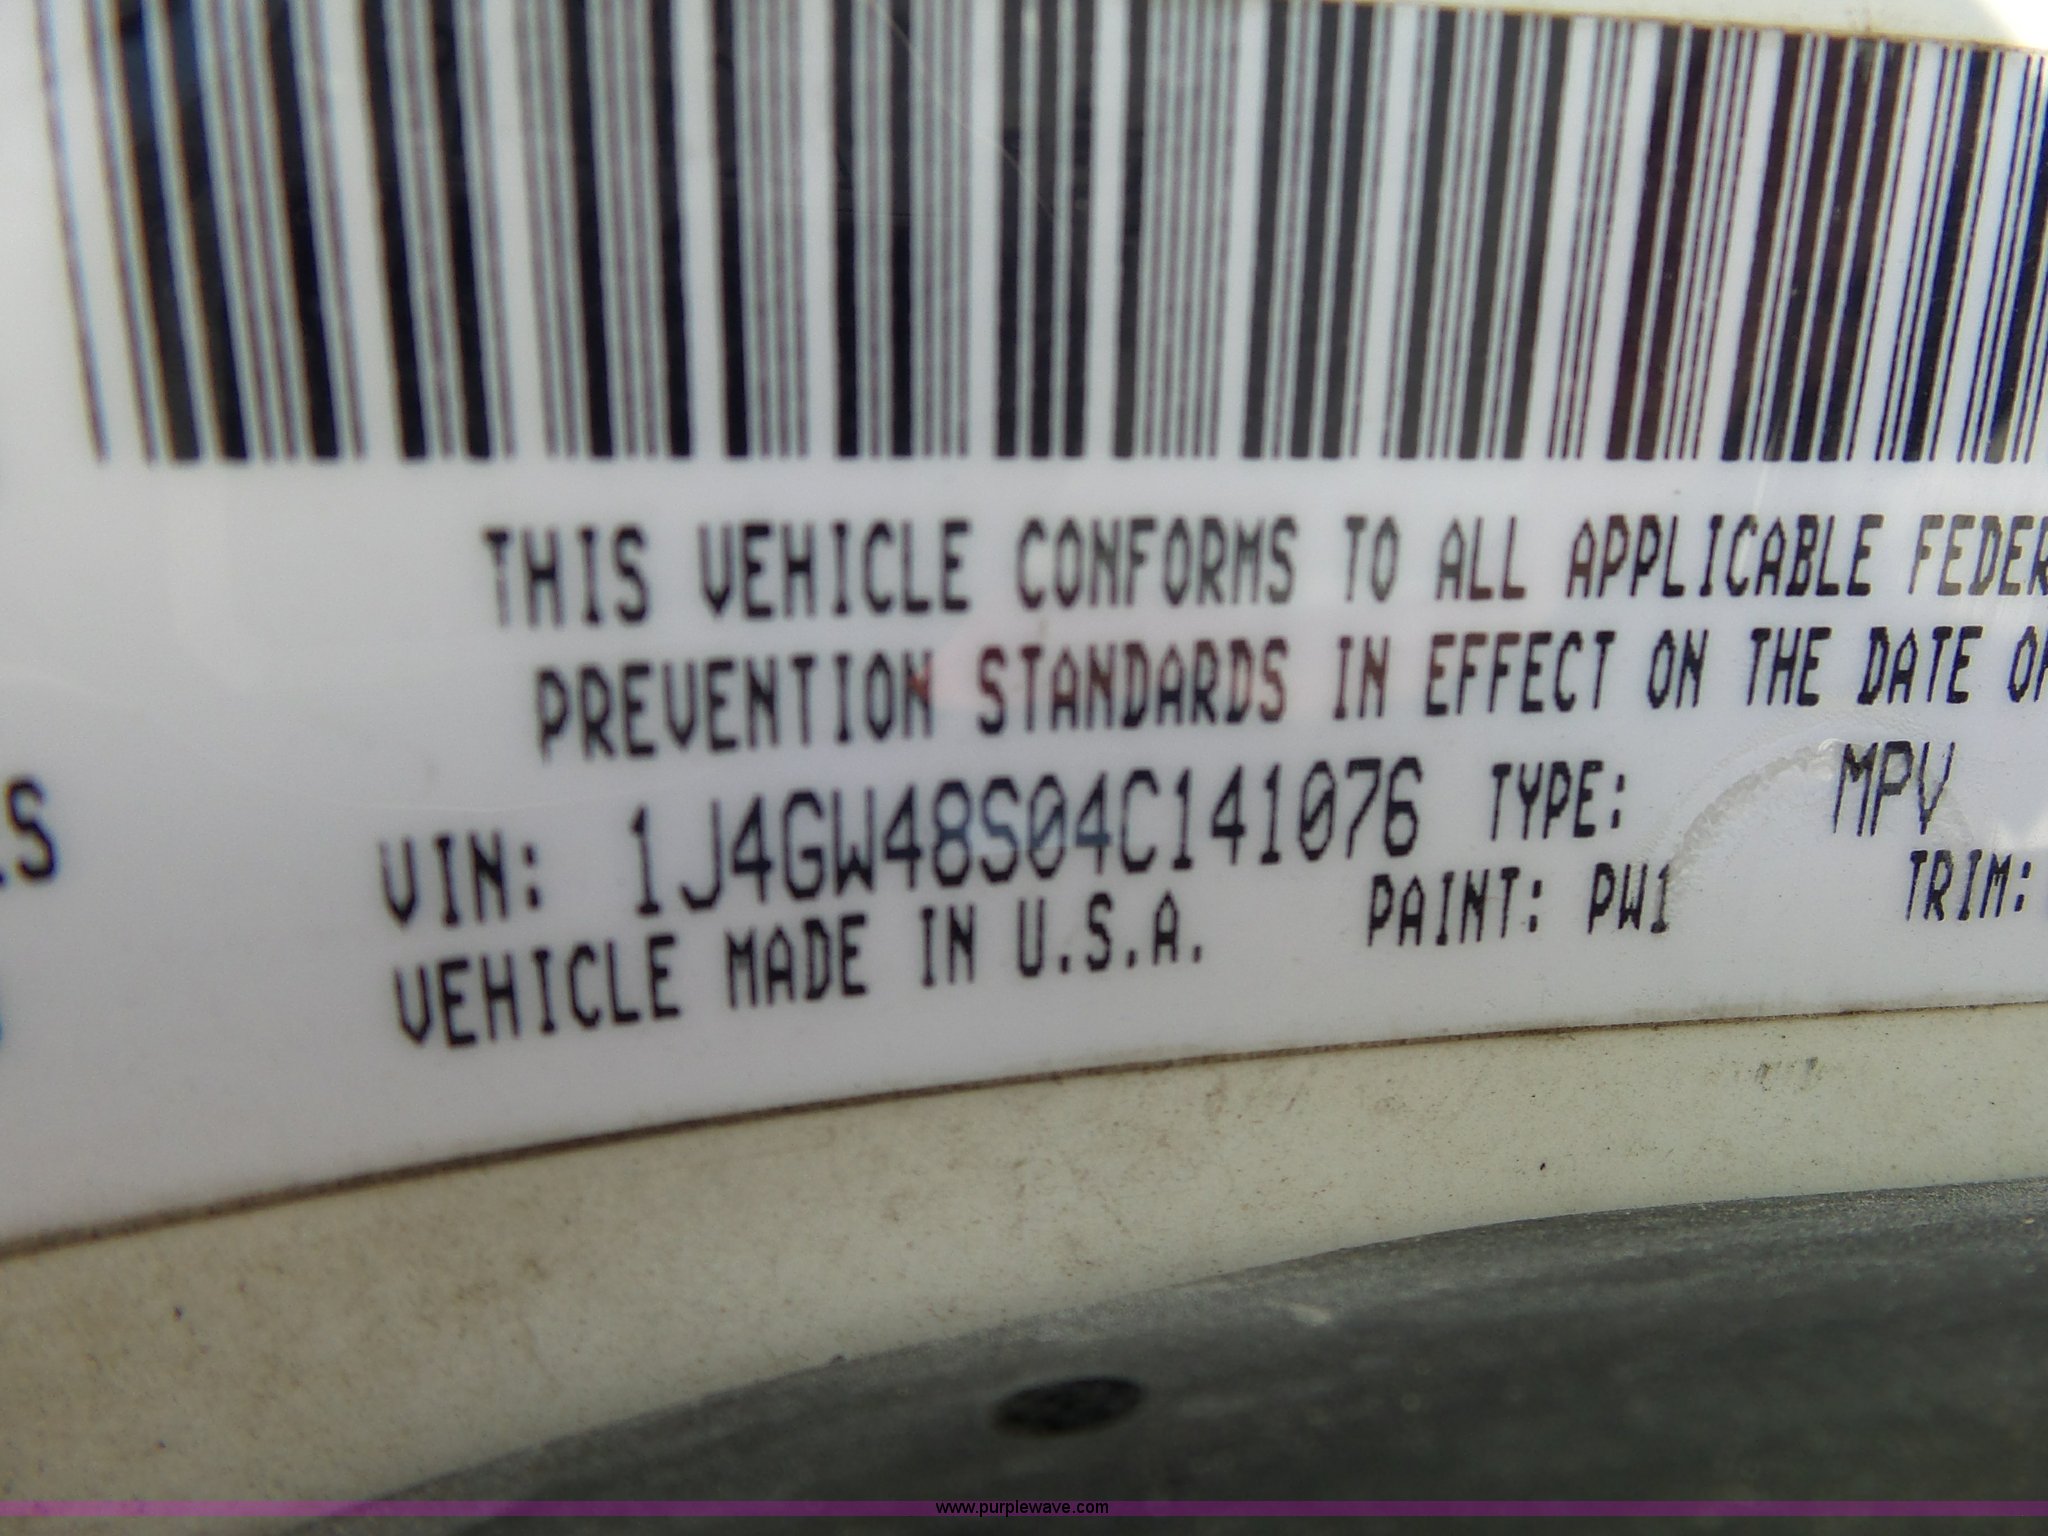 THIS VEHICLE CONFORMS TO ALL APPLICABLE FEDER
PREVENTION STANDARDS IN EFFECT ON THE DATE OF
VIN: 1J4GW48S04C141076 TYPE: MPV
VEHICLE MADE IN U.S.A. PAINT: PW1 TRIM:
www.purplewave.com